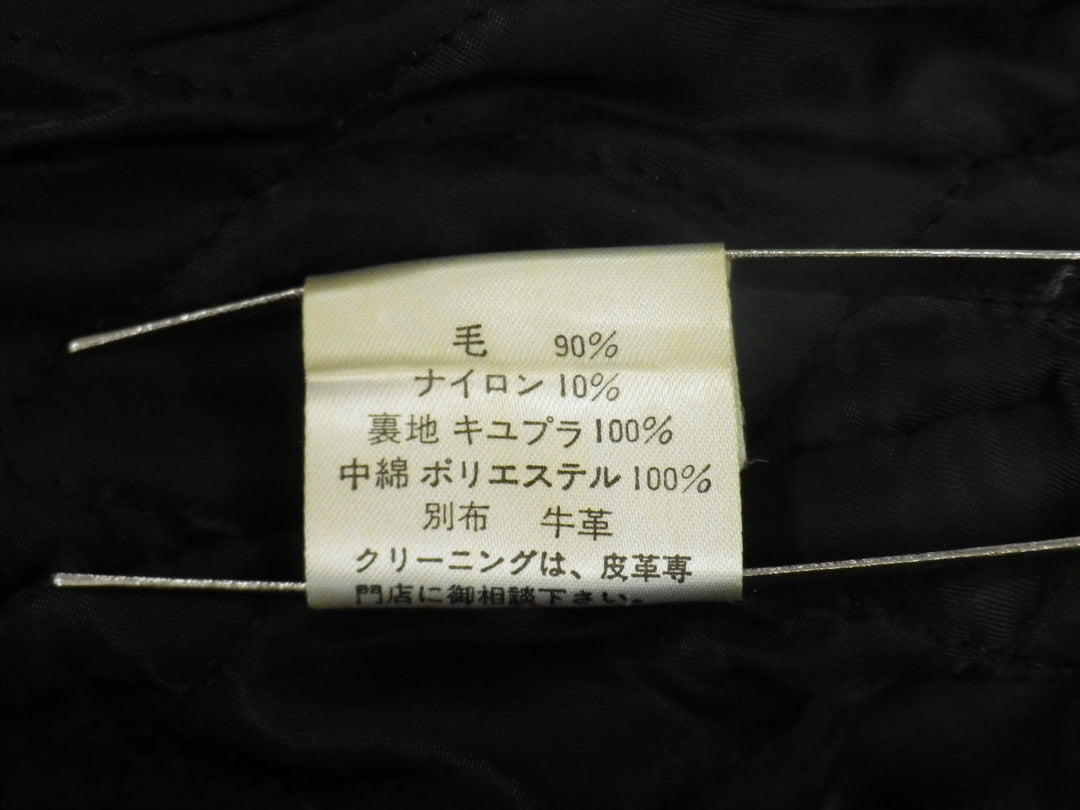 毛 90%
ナイロン 10%
裏地 キユプラ 100%
中綿 ポリエステル 100%
別布 牛革
クリーニングは、皮革専
門店に御相談下さい。